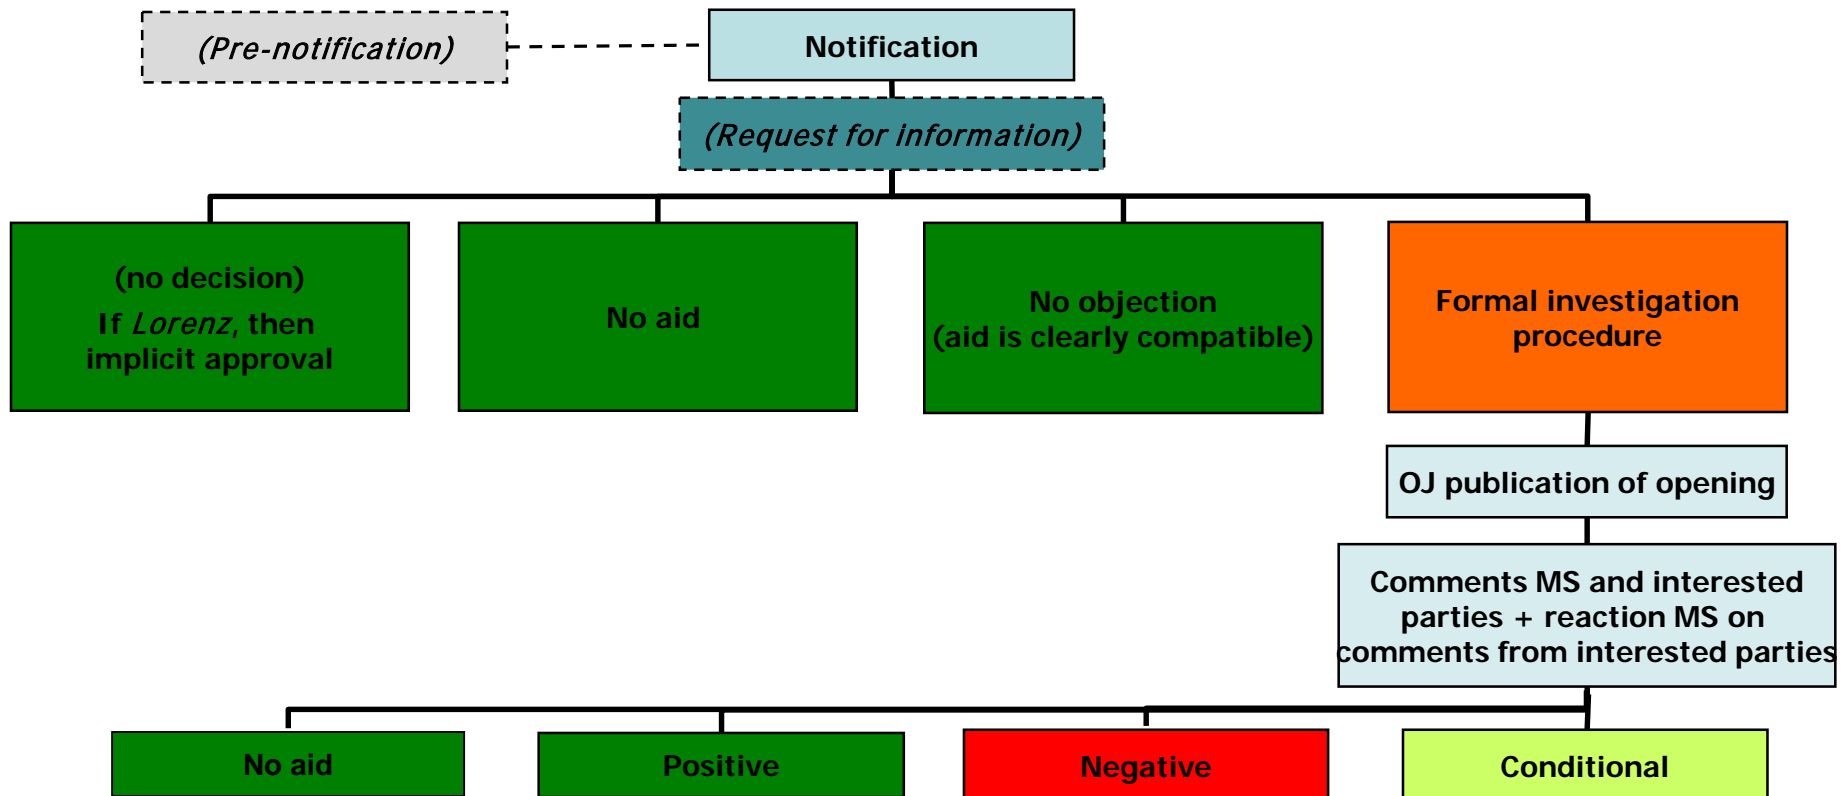 (Pre-notification)
Notification
(Request for information)
(no decision)
If Lorenz, then
implicit approval
No aid
No objection
(aid is clearly compatible)
Formal investigation
procedure
OJ publication of opening
Comments MS and interested
parties + reaction MS on
comments from interested parties
No aid
Positive
Negative
Conditional